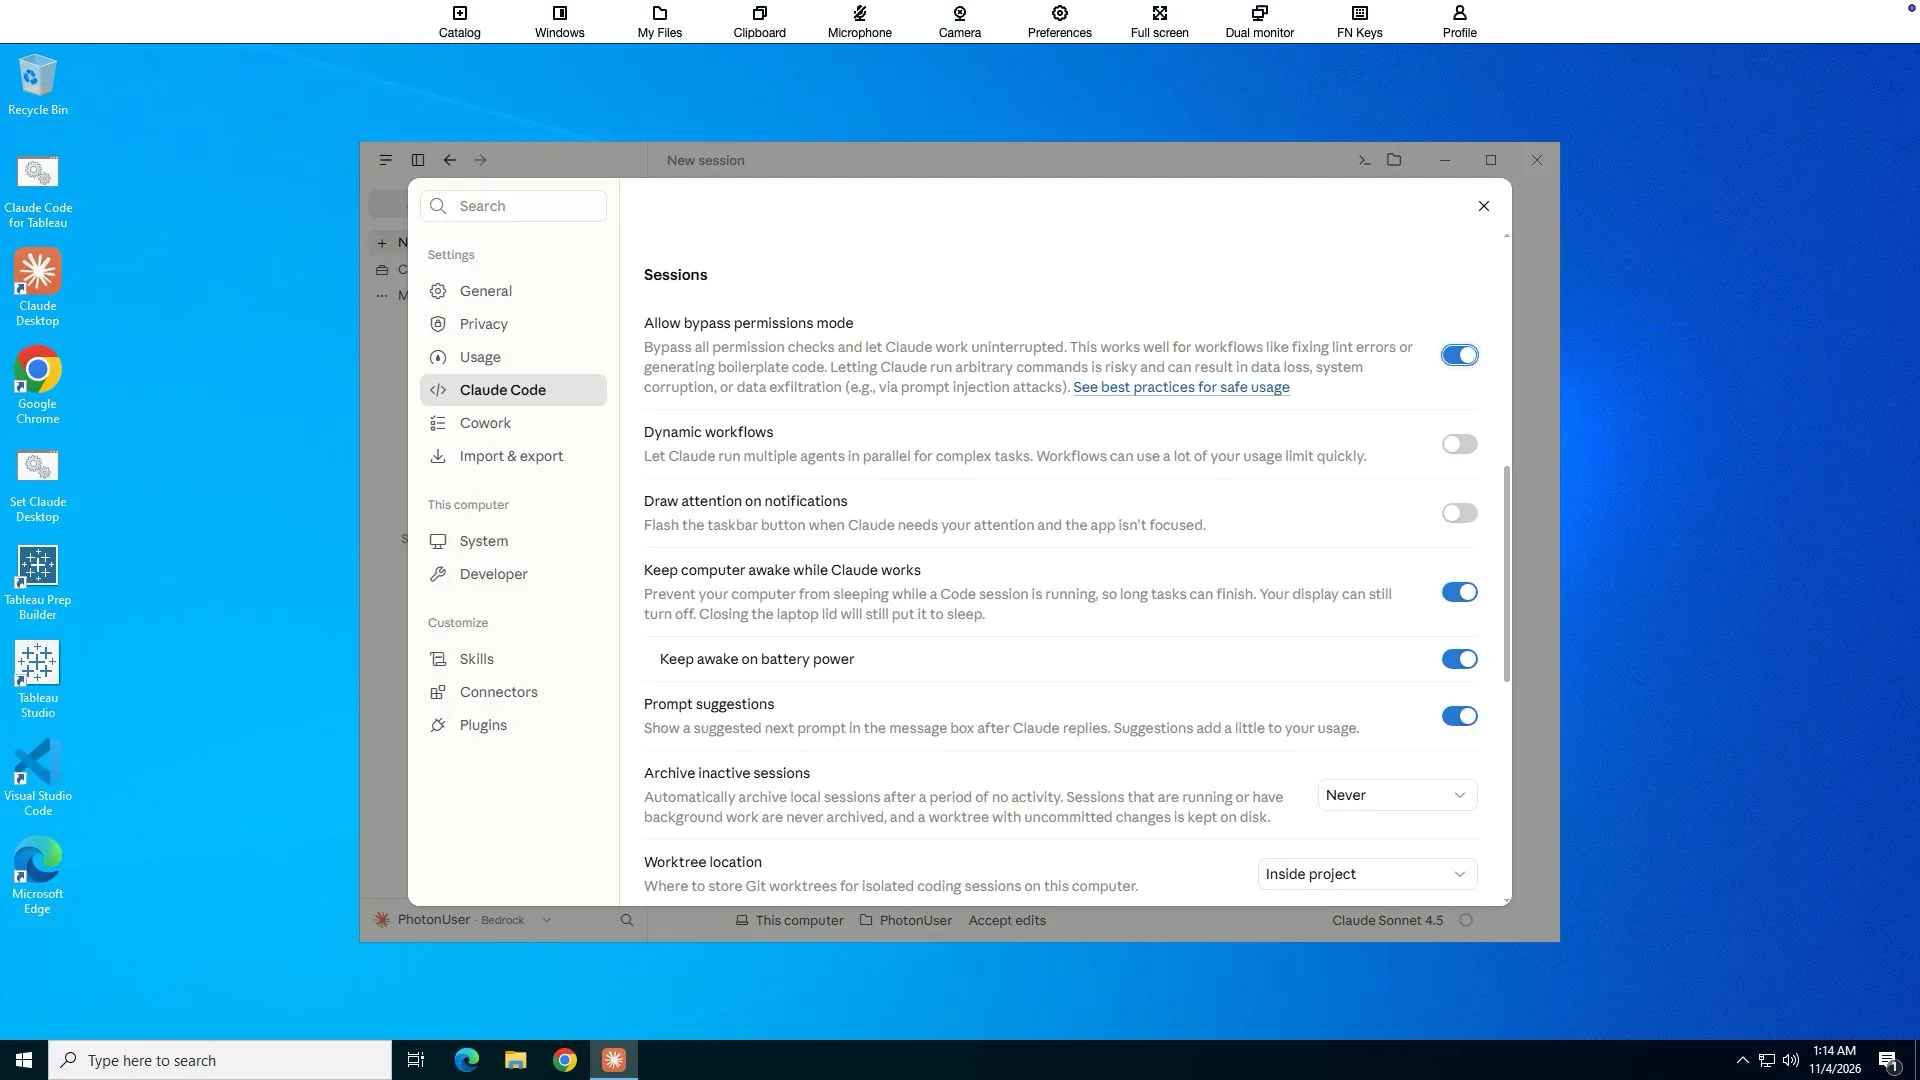 Catalog
Windows
My Files
Clipboard
Microphone
Camera
Preferences
Full screen
Dual monitor
FN Keys
Profile
Recycle Bin
Claude Code
for Tableau
Claude
Desktop
Google
Chrome
Set Claude
Desktop
Tableau Prep
Builder
Tableau
Studio
Visual Studio
Code
Microsoft
Edge
New session
Search
Settings
General
Privacy
Usage
Claude Code
Cowork
Import & export
This computer
System
Developer
Customize
Skills
Connectors
Plugins
Sessions
Allow bypass permissions mode
Bypass all permission checks and let Claude work uninterrupted. This works well for workflows like fixing lint errors or
generating boilerplate code. Letting Claude run arbitrary commands is risky and can result in data loss, system
corruption, or data exfiltration (e.g., via prompt injection attacks). See best practices for safe usage
Dynamic workflows
Let Claude run multiple agents in parallel for complex tasks. Workflows can use a lot of your usage limit quickly.
Draw attention on notifications
Flash the taskbar button when Claude needs your attention and the app isn't focused.
Keep computer awake while Claude works
Prevent your computer from sleeping while a Code session is running, so long tasks can finish. Your display can still
turn off. Closing the laptop lid will still put it to sleep.
Keep awake on battery power
Prompt suggestions
Show a suggested next prompt in the message box after Claude replies. Suggestions add a little to your usage.
Archive inactive sessions
Automatically archive local sessions after a period of no activity. Sessions that are running or have
background work are never archived, and a worktree with uncommitted changes is kept on disk.
Never
Worktree location
Where to store Git worktrees for isolated coding sessions on this computer.
Inside project
PhotonUser · Bedrock
This computer
PhotonUser
Accept edits
Claude Sonnet 4.5
Type here to search
1:14 AM
11/4/2026
1